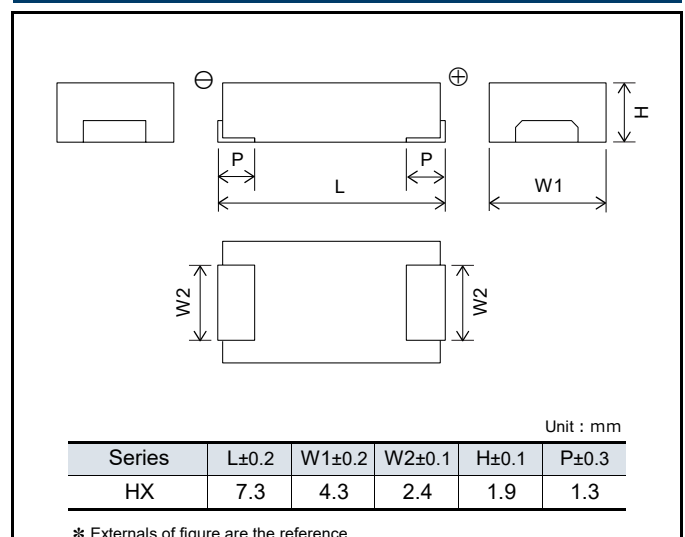 ⊖ ⊕
H
P P
L W1
W2 W2
Unit : mm
Series L±0.2 W1±0.2 W2±0.1 H±0.1 P±0.3
HX 7.3 4.3 2.4 1.9 1.3
✻ Externals of figure are the reference